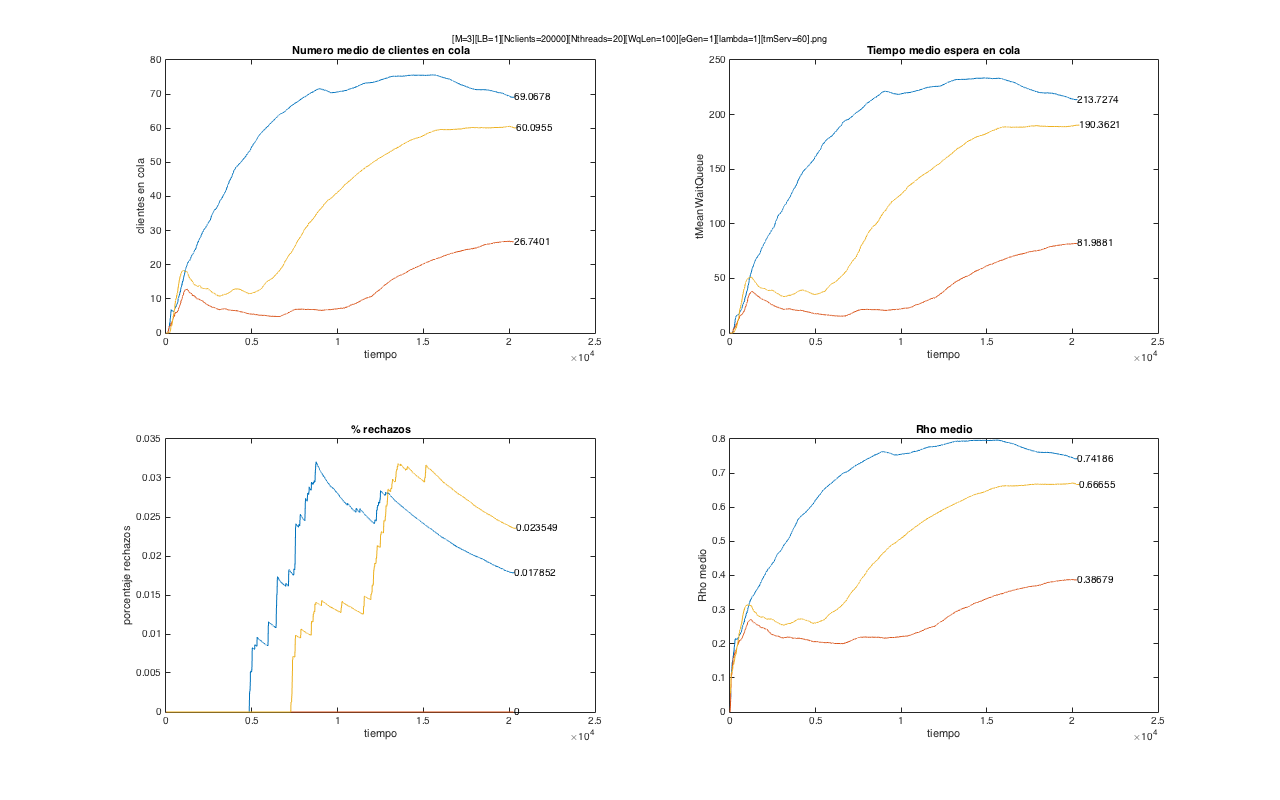 [M=3][LB=1][Nclients=20000][Nthreads=20][WqLen=100][eGen=1][lambda=1][tmServ=60].png
Numero medio de clientes en cola
80
70
60
50
40
30
20
10
0
clientes en cola
69.0678
60.0955
26.7401
0 0.5 1 1.5 2 2.5
tiempo
×10^4
Tiempo medio espera en cola
250
200
150
100
50
0
tMeanWaitQueue
213.7274
190.3621
81.9881
0 0.5 1 1.5 2 2.5
tiempo
×10^4
% rechazos
0.035
0.03
0.025
0.02
0.015
0.01
0.005
0
porcentaje rechazos
0.023549
0.017852
0
0 0.5 1 1.5 2 2.5
tiempo
×10^4
Rho medio
0.8
0.7
0.6
0.5
0.4
0.3
0.2
0.1
0
Rho medio
0.74186
0.66655
0.38679
0 0.5 1 1.5 2 2.5
tiempo
×10^4